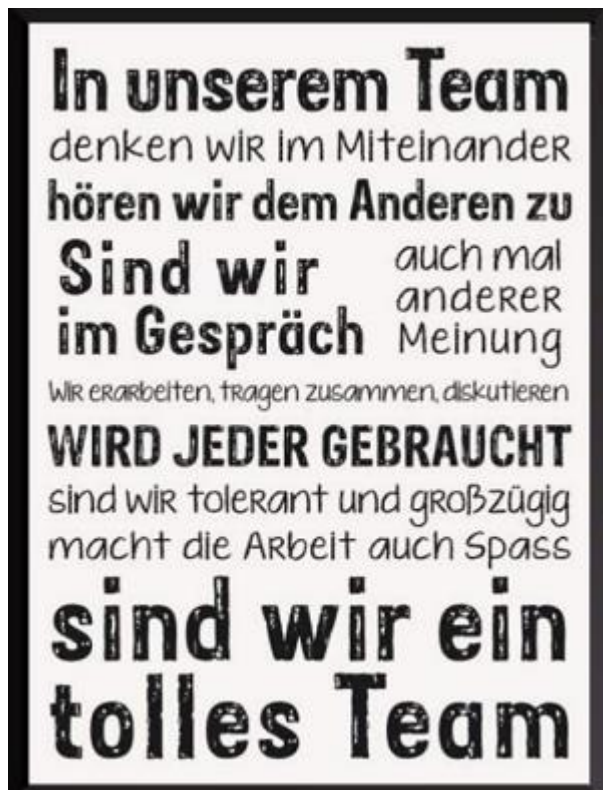 In unserem Team
denken wir im Miteinander
hören wir dem Anderen zu
Sind wir
im Gespräch
auch mal
anderer
Meinung
Wir erarbeiten, tragen zusammen, diskutieren
WIRD JEDER GEBRAUCHT
sind wir tolerant und großzügig
macht die Arbeit auch Spass
sind wir ein
tolles Team